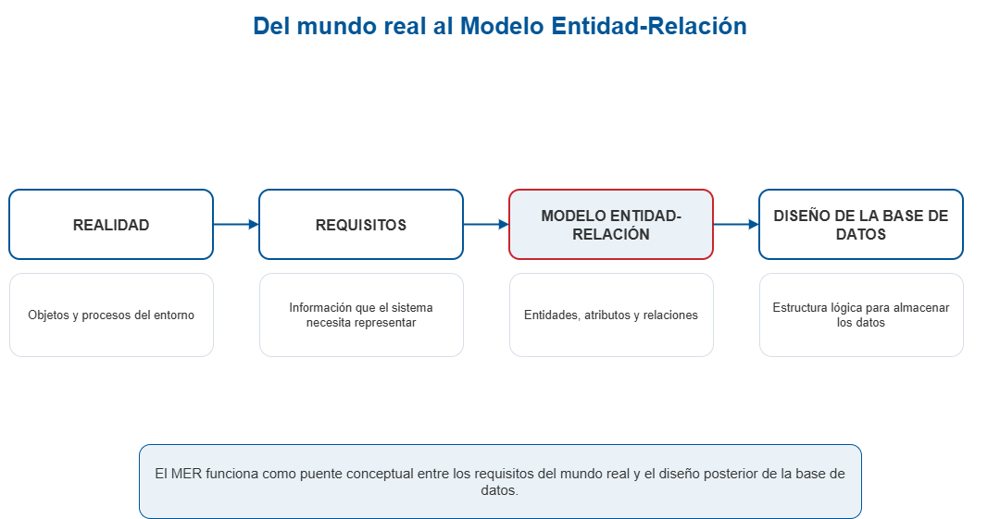 Del mundo real al Modelo Entidad-Relación
REALIDAD
REQUISITOS
MODELO ENTIDAD-
RELACIÓN
DISEÑO DE LA BASE DE
DATOS
Objetos y procesos del entorno
Información que el sistema
necesita representar
Entidades, atributos y relaciones
Estructura lógica para almacenar
los datos
El MER funciona como puente conceptual entre los requisitos del mundo real y el diseño posterior de la base de
datos.